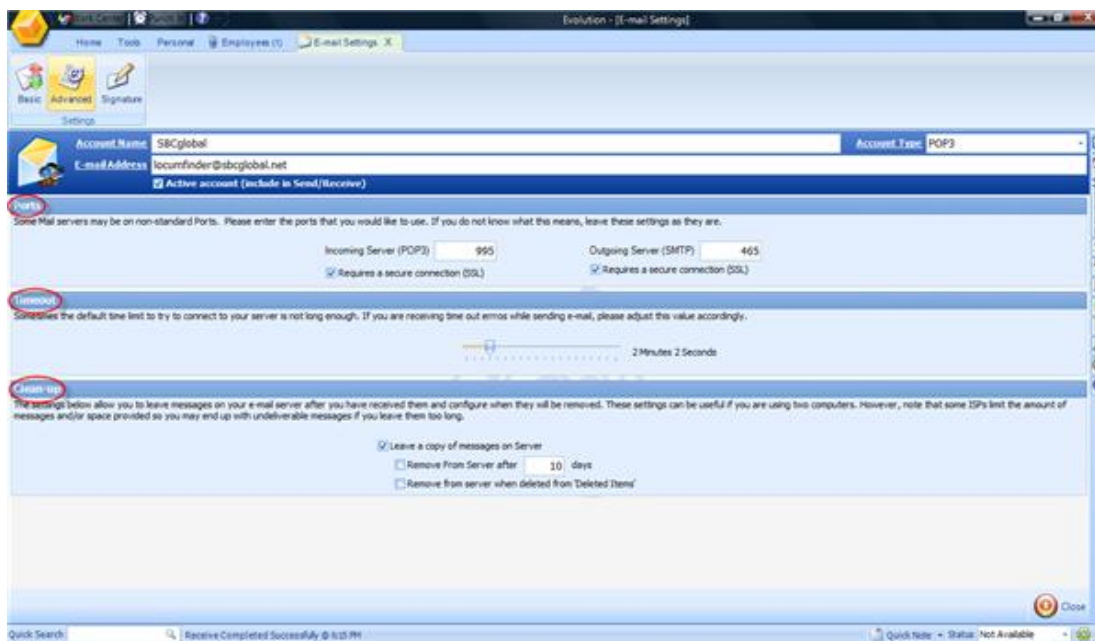 Evolution - [E-mail Settings]
Home Tools Personal Employees (1) E-mail Settings X
Basic Advanced Signature
Settings
Account Name SBCglobal Account Type POP3
E-mail Address locumfinder@sbcglobal.net
Active account (include in Send/Receive)
Ports
Some Mail servers may be on non-standard Ports. Please enter the ports that you would like to use. If you do not know what this means, leave these settings as they are.
Incoming Server (POP3) 995 Outgoing Server (SMTP) 465
Requires a secure connection (SSL) Requires a secure connection (SSL)
Timeout
Sometimes the default time limit to try to connect to your server is not long enough. If you are receiving time out errros while sending e-mail, please adjust this value accordingly.
2 Minutes 2 Seconds
Clean-up
The settings below allow you to leave messages on your e-mail server after you have received them and configure when they will be removed. These settings can be useful if you are using two computers. However, note that some ISPs limit the amount of
messages and/or space provided so you may end up with undeliverable messages if you leave them too long.
Leave a copy of messages on Server
Remove From Server after 10 days
Remove from server when deleted from 'Deleted Items'
Close
Quick Search Receive Completed Successfully @ 6:15 PM Quick Note Status Not Available